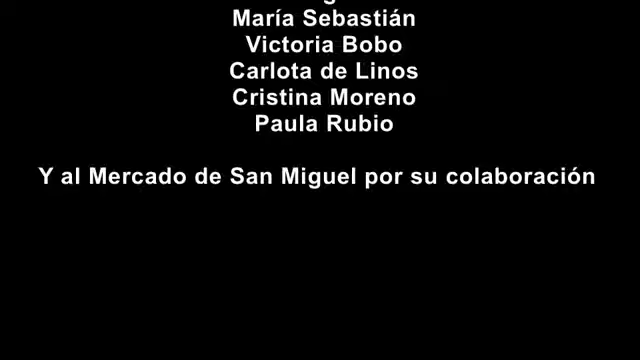 María Sebastián
Victoria Bobo
Carlota de Linos
Cristina Moreno
Paula Rubio
Y al Mercado de San Miguel por su colaboración